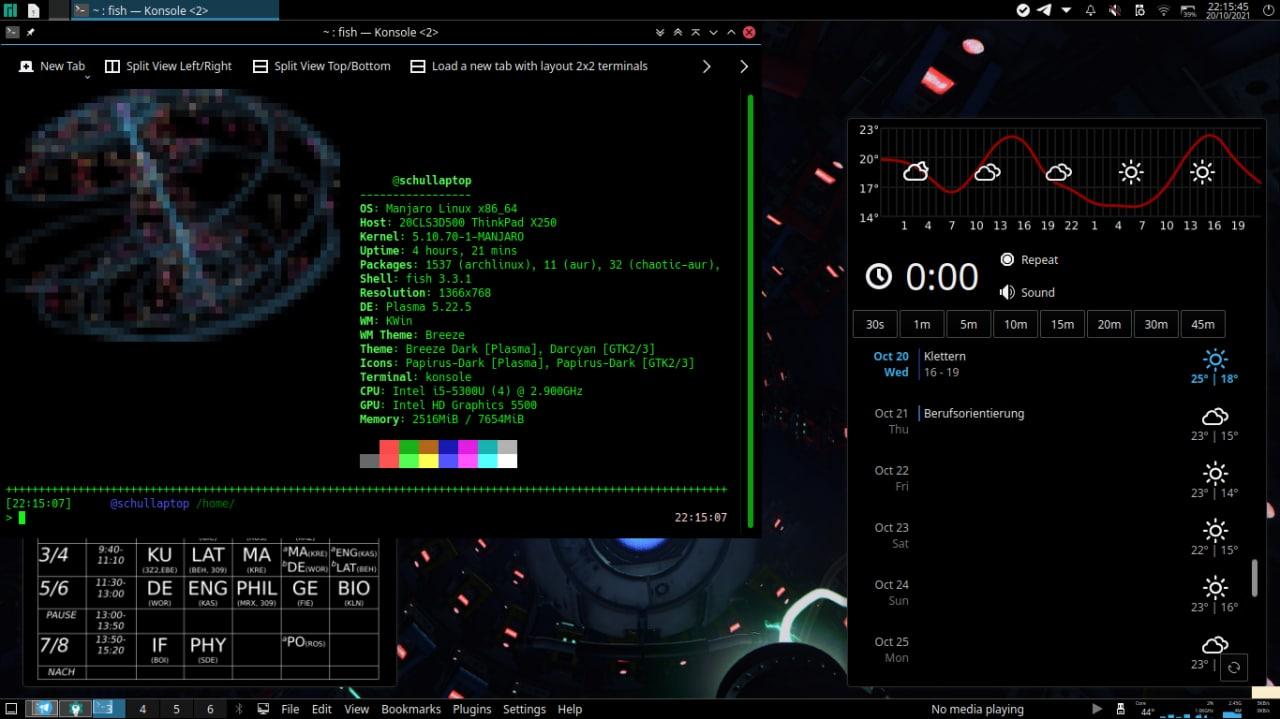 ~ : fish — Konsole <2>
39%
22:15:45
20/10/2021
~ : fish — Konsole <2>
New Tab
Split View Left/Right
Split View Top/Bottom
Load a new tab with layout 2x2 terminals
@schullaptop
-----------------
OS: Manjaro Linux x86_64
Host: 20CLS3D500 ThinkPad X250
Kernel: 5.10.70-1-MANJARO
Uptime: 4 hours, 21 mins
Packages: 1537 (archlinux), 11 (aur), 32 (chaotic-aur),
Shell: fish 3.3.1
Resolution: 1366x768
DE: Plasma 5.22.5
WM: KWin
WM Theme: Breeze
Theme: Breeze Dark [Plasma], Darcyan [GTK2/3]
Icons: Papirus-Dark [Plasma], Papirus-Dark [GTK2/3]
Terminal: konsole
CPU: Intel i5-5300U (4) @ 2.900GHz
GPU: Intel HD Graphics 5500
Memory: 2516MiB / 7654MiB
[22:15:07] @schullaptop /home/
> 22:15:07
3/4 9:40-11:10 KU LAT MA ªMA(KRE) ªENG(KAS)
(3Z2,EBE) (BEH, 309) (KRE) ᵇDE(WOR) ᵇLAT(BEH)
5/6 11:30-13:00 DE ENG PHIL GE BIO
(WOR) (KAS) (MRX, 309) (FIE) (KLN)
PAUSE 13:00-13:50
7/8 13:50-15:20 IF PHY ªPO(ROS)
(BOI) (SDE)
NACH
23°
20°
17°
14°
1 4 7 10 13 16 19 22 1 4 7 10 13 16 19
0:00
Repeat
Sound
30s 1m 5m 10m 15m 20m 30m 45m
Oct 20 Klettern
Wed 16 - 19 25° | 18°
Oct 21 Berufsorientierung
Thu 23° | 15°
Oct 22
Fri 23° | 14°
Oct 23
Sat 22° | 15°
Oct 24
Sun 23° | 16°
Oct 25
Mon 23° |
3 4 5 6
File Edit View Bookmarks Plugins Settings Help
No media playing
Core
44°